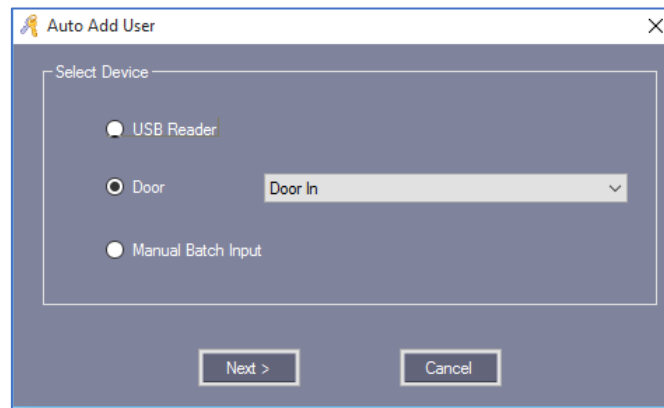 Auto Add User
Select Device
USB Reader
Door
Door In
Manual Batch Input
Next >
Cancel